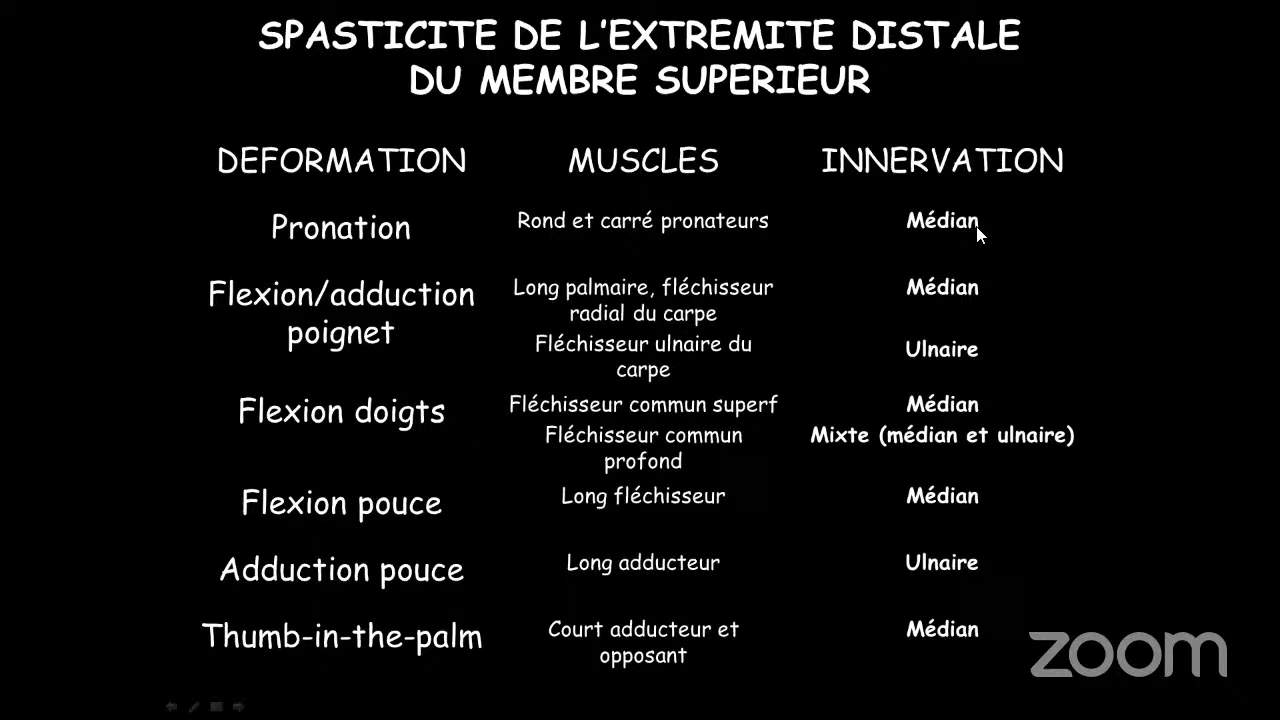 SPASTICITE DE L'EXTREMITE DISTALE
DU MEMBRE SUPERIEUR
DEFORMATION MUSCLES INNERVATION
Pronation Rond et carré pronateurs Médian
Flexion/adduction
poignet
Long palmaire, fléchisseur
radial du carpe
Médian
Fléchisseur ulnaire du
carpe
Ulnaire
Flexion doigts Fléchisseur commun superf Médian
Fléchisseur commun
profond
Mixte (médian et ulnaire)
Flexion pouce Long fléchisseur Médian
Adduction pouce Long adducteur Ulnaire
Thumb-in-the-palm Court adducteur et
opposant
Médian
zoom